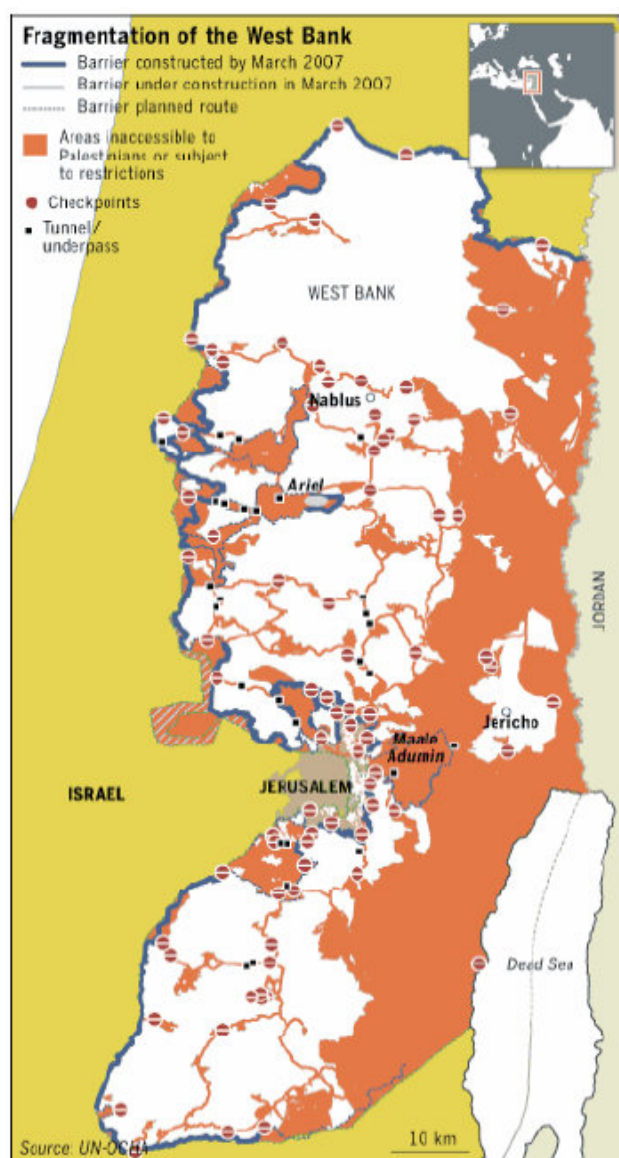 Fragmentation of the West Bank
Barrier constructed by March 2007
Barrier under construction in March 2007
Barrier planned route
Areas inaccessible to
Palestinians or subject
to restrictions
Checkpoints
Tunnel/
underpass
WEST BANK
Nablus
Ariel
JORDAN
Jericho
Maale
Adumin
ISRAEL
JERUSALEM
Dead Sea
10 km
Source: UN-OCHA